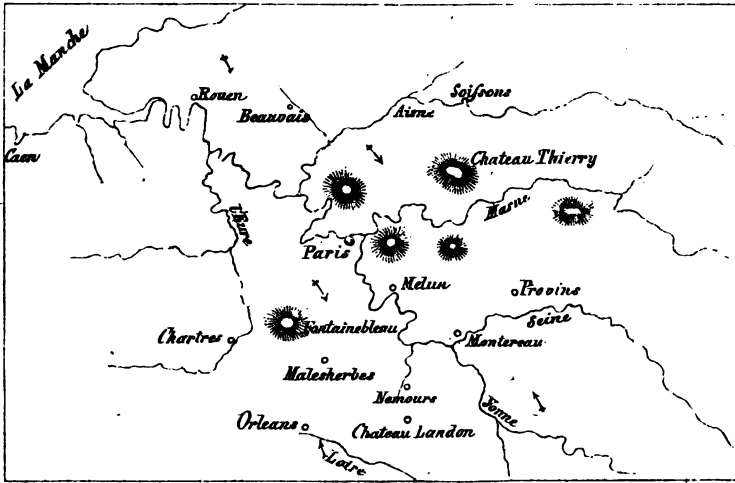 La Manche
Rouen
Beauvais
Soissons
Aisne
Caen
Chateau Thierry
Marne
L'Eure
Paris
Melun
Provins
Seine
Fontainebleau
Chartres
Montereau
Malesherbes
Nemours
Yonne
Orleans
Chateau Landon
Loire